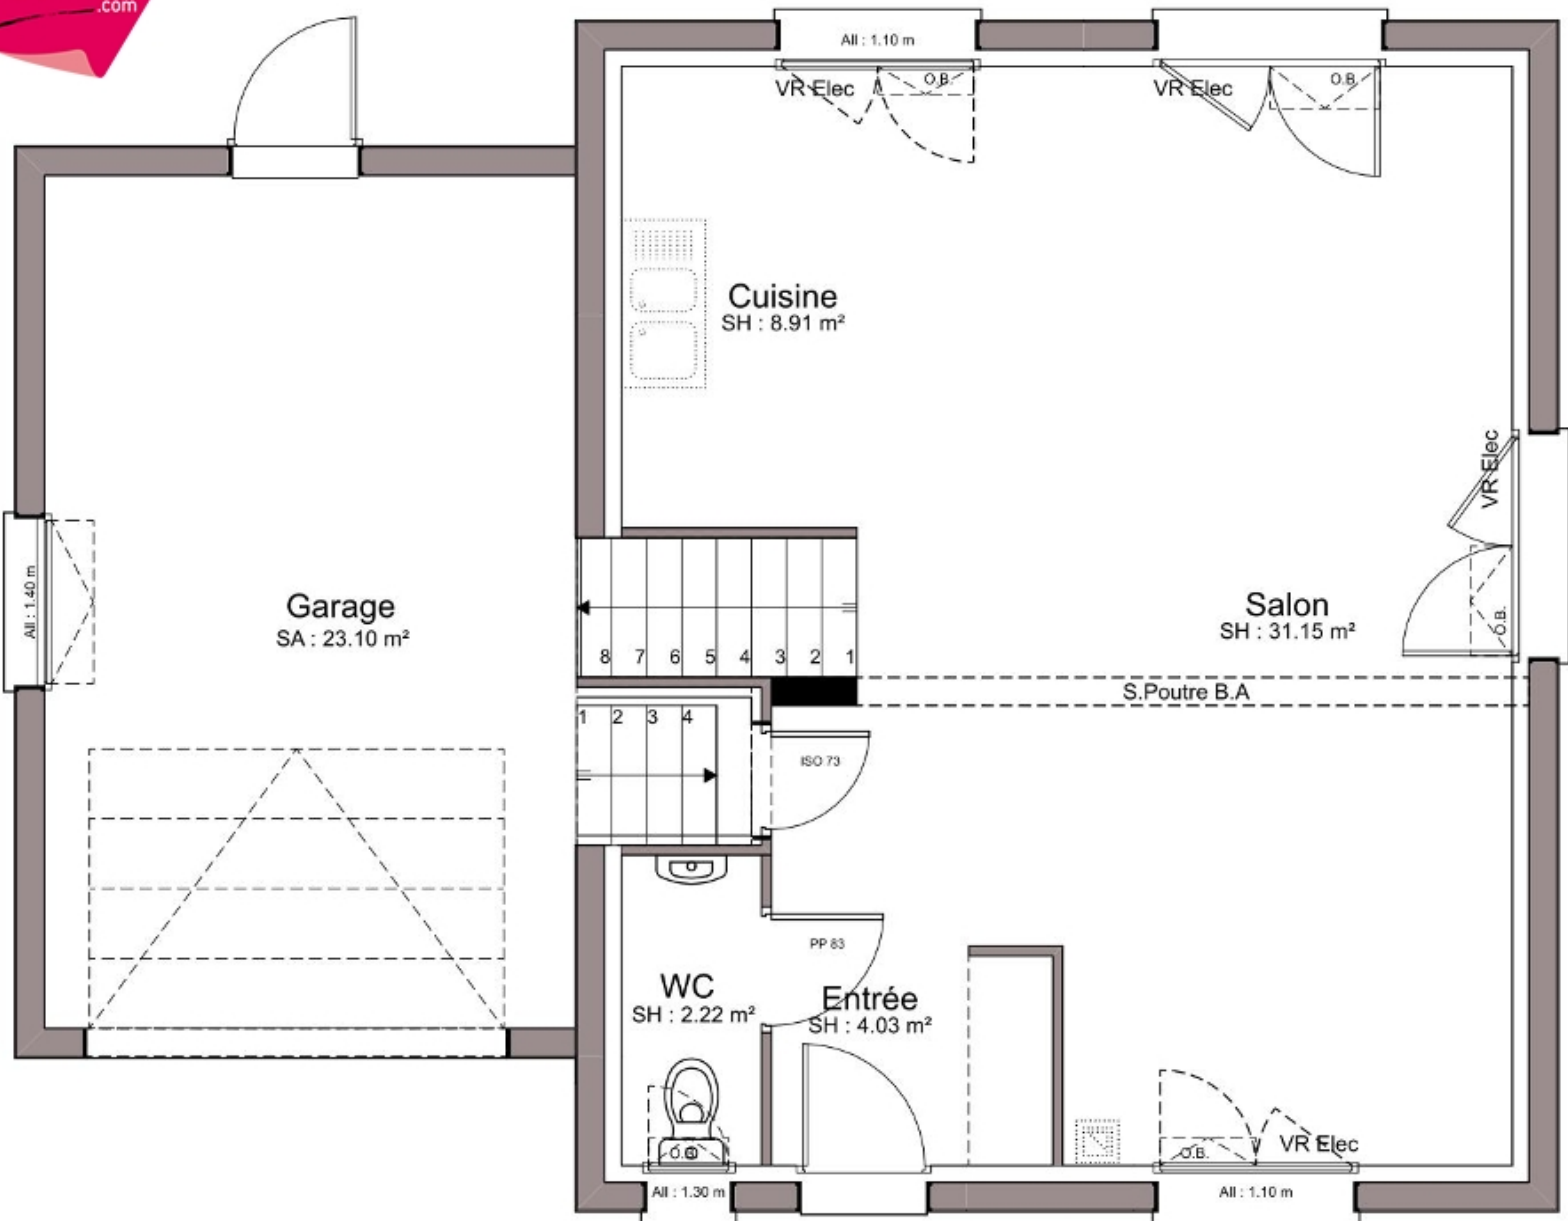 .com
All : 1.10 m
VR Elec
O.B.
VR Elec
O.B.
Cuisine
SH : 8.91 m²
VR Elec
O.B.
All : 1.40 m
Garage
SA : 23.10 m²
Salon
SH : 31.15 m²
8 7 6 5 4 3 2 1
S.Poutre B.A
1 2 3 4
ISO 73
PP 83
WC
SH : 2.22 m²
Entrée
SH : 4.03 m²
O.B.
O.B.
VR Elec
All : 1.30 m
All : 1.10 m